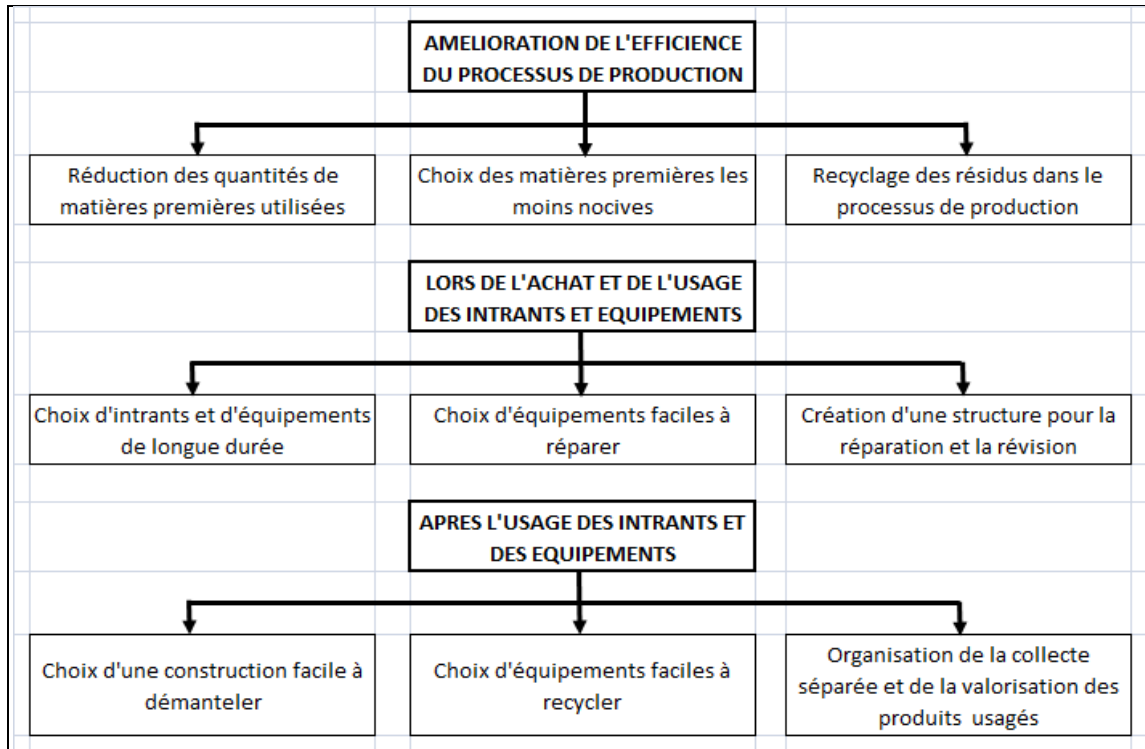 AMELIORATION DE L'EFFICIENCE
DU PROCESSUS DE PRODUCTION
Réduction des quantités de
matières premières utilisées
Choix des matières premières les
moins nocives
Recyclage des résidus dans le
processus de production
LORS DE L'ACHAT ET DE L'USAGE
DES INTRANTS ET EQUIPEMENTS
Choix d'intrants et d'équipements
de longue durée
Choix d'équipements faciles à
réparer
Création d'une structure pour la
réparation et la révision
APRES L'USAGE DES INTRANTS ET
DES EQUIPEMENTS
Choix d'une construction facile à
démanteler
Choix d'équipements faciles à
recycler
Organisation de la collecte
séparée et de la valorisation des
produits usagés